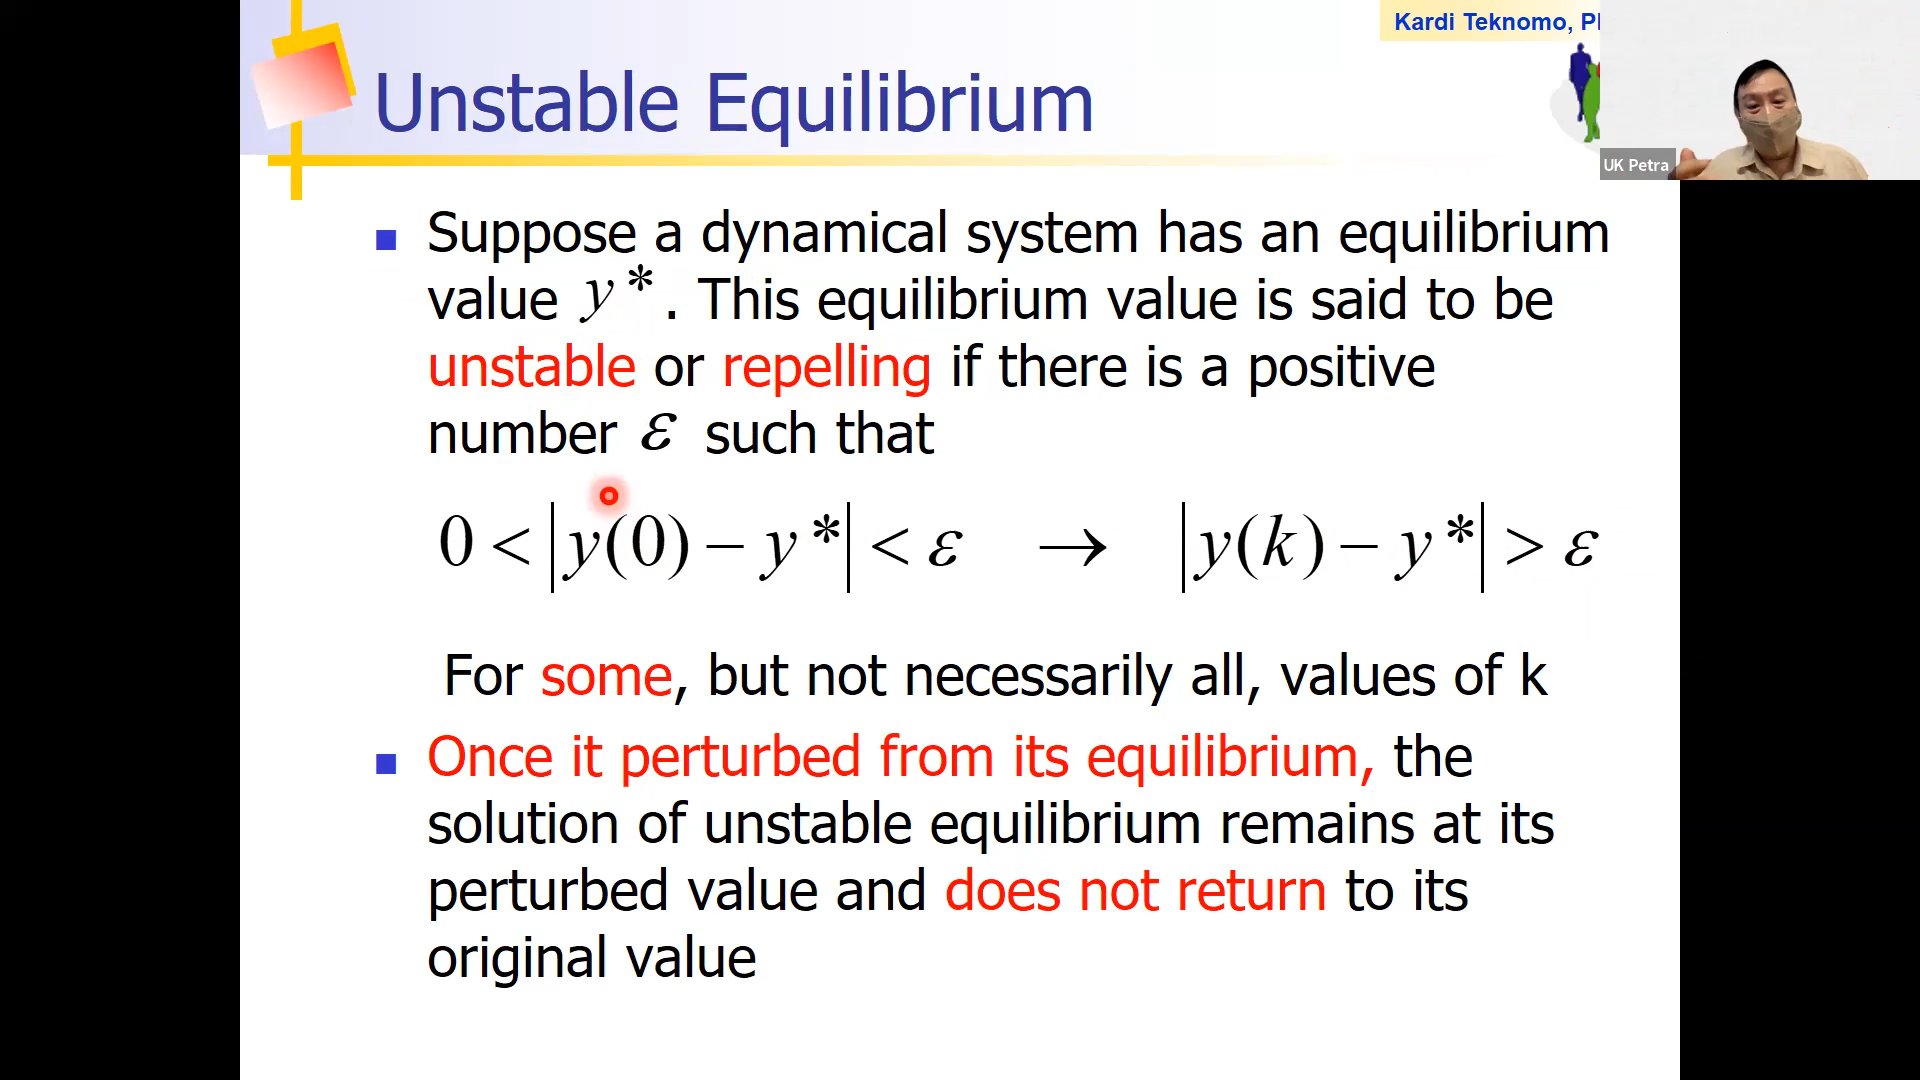 Kardi Teknomo, P
UK Petra
Unstable Equilibrium
Suppose a dynamical system has an equilibrium
value y*. This equilibrium value is said to be
unstable or repelling if there is a positive
number ε such that
0 < |y(0) − y*| < ε → |y(k) − y*| > ε
For some, but not necessarily all, values of k
Once it perturbed from its equilibrium, the
solution of unstable equilibrium remains at its
perturbed value and does not return to its
original value